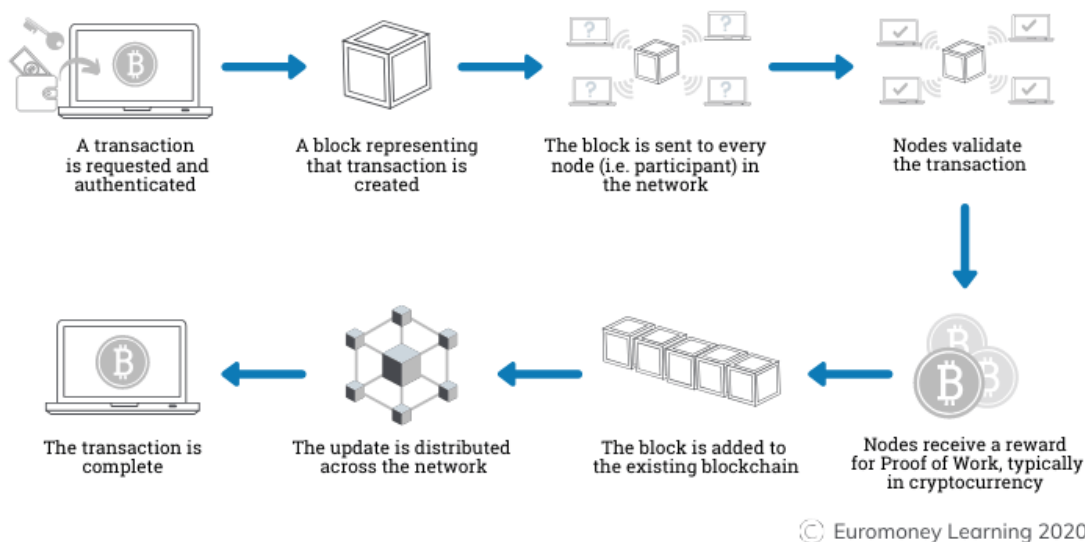 A transaction
is requested and
authenticated
A block representing
that transaction is
created
The block is sent to every
node (i.e. participant) in
the network
Nodes validate
the transaction
Nodes receive a reward
for Proof of Work, typically
in cryptocurrency
The block is added to
the existing blockchain
The update is distributed
across the network
The transaction is
complete
© Euromoney Learning 2020